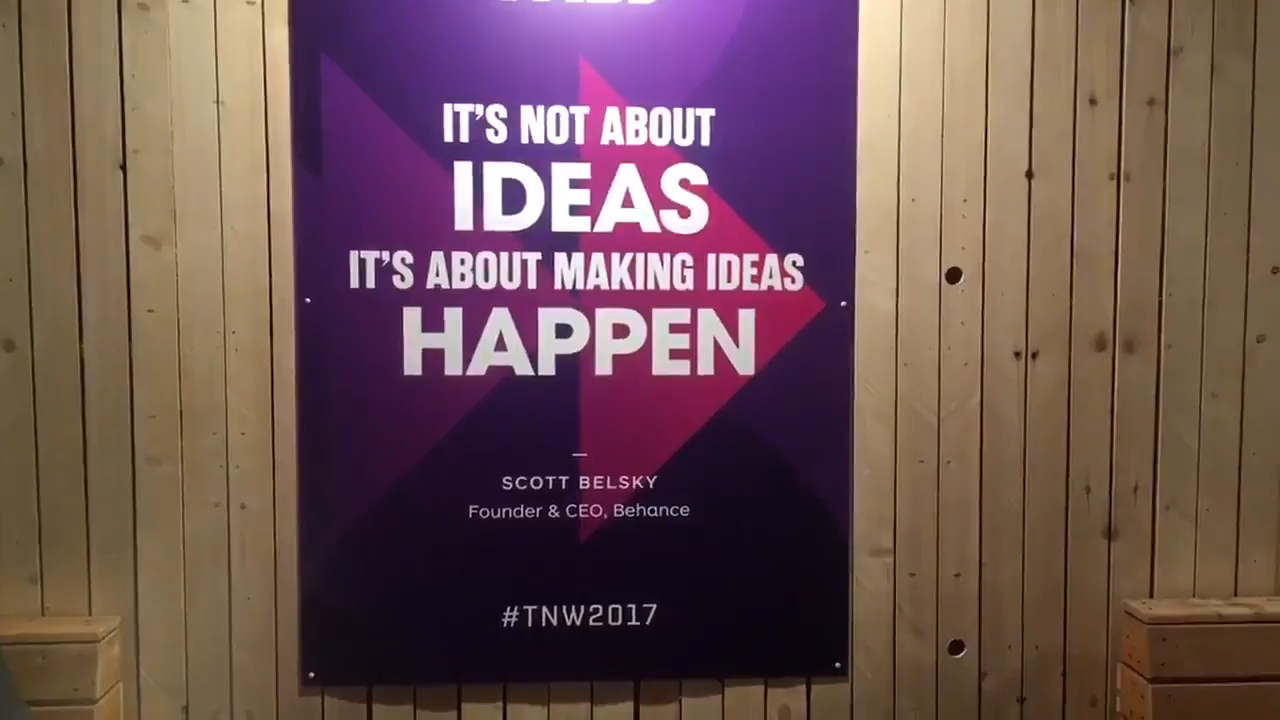 IT'S NOT ABOUT
IDEAS
IT'S ABOUT MAKING IDEAS
HAPPEN
—
SCOTT BELSKY
Founder & CEO, Behance
#TNW2017